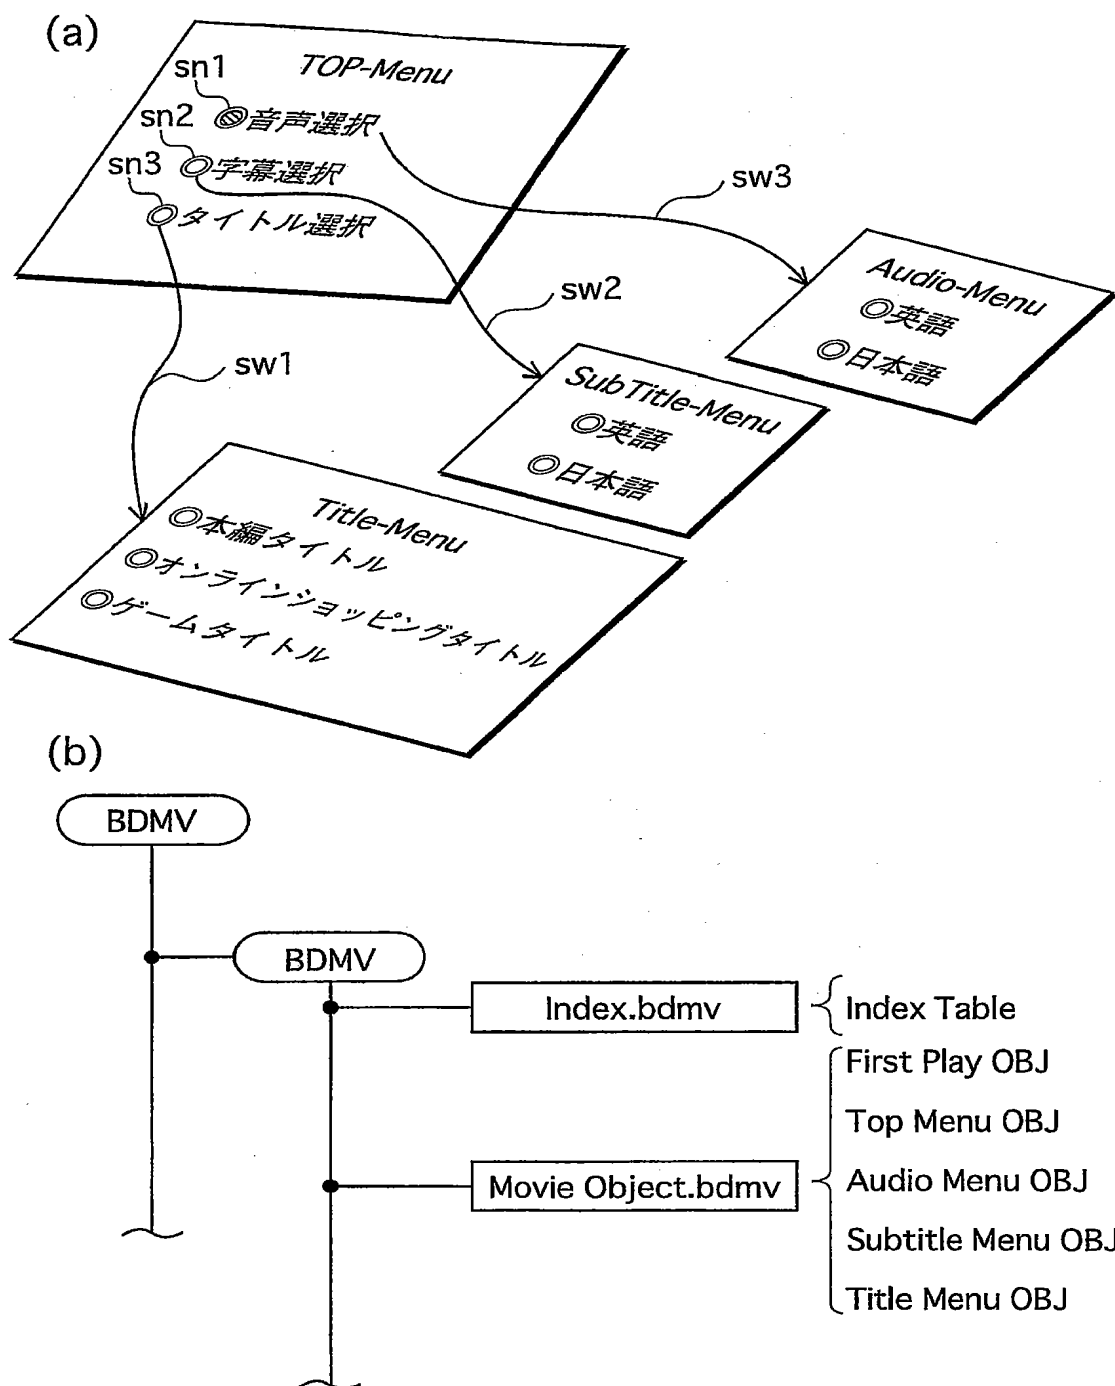 (a)
TOP-Menu
sn1
音声選択
sn2
字幕選択
sn3
タイトル選択
sw3
sw2
sw1
Audio-Menu
英語
日本語
SubTitle-Menu
英語
日本語
Title-Menu
本編タイトル
オンラインショッピングタイトル
ゲームタイトル
(b)
BDMV
BDMV
Index.bdmv
Index Table
First Play OBJ
Top Menu OBJ
Movie Object.bdmv
Audio Menu OBJ
Subtitle Menu OBJ
Title Menu OBJ